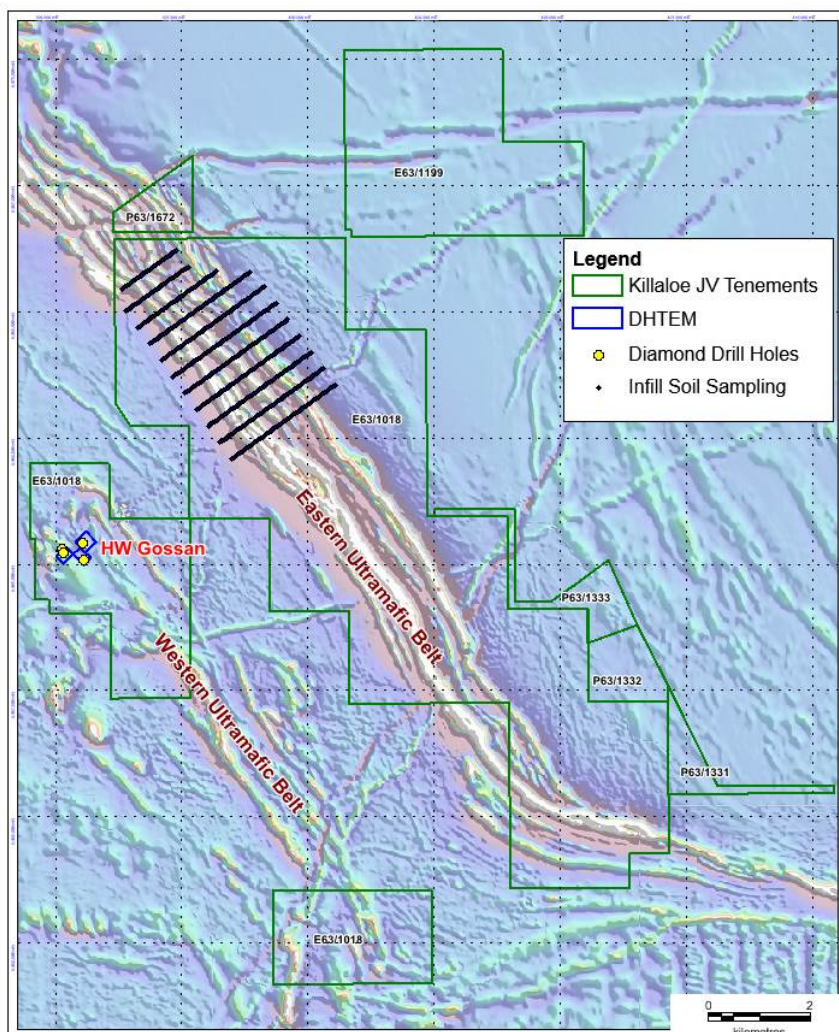 E63/1199
P63/1672
Legend
Killaloe JV Tenements
DHTEM
Diamond Drill Holes
Infill Soil Sampling
E63/1018
E63/1018
HW Gossan
Eastern Ultramafic Belt
P63/1333
P63/1332
Western Ultramafic Belt
P63/1331
E63/1018
0 2
kilometres